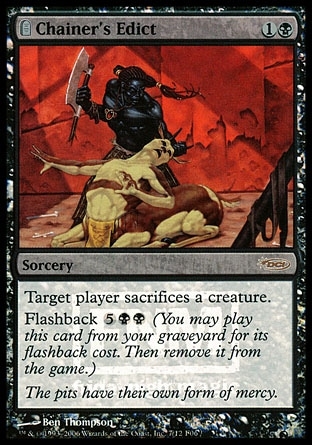 Chainer's Edict 1
Sorcery
DCI
Target player sacrifices a creature.
Flashback 5 (You may play
this card from your graveyard for its
flashback cost. Then remove it from
the game.)
The pits have their own form of mercy.
Ben Thompson
™ & © 1993–2006 Wizards of the Coast, Inc. 7/12 F06